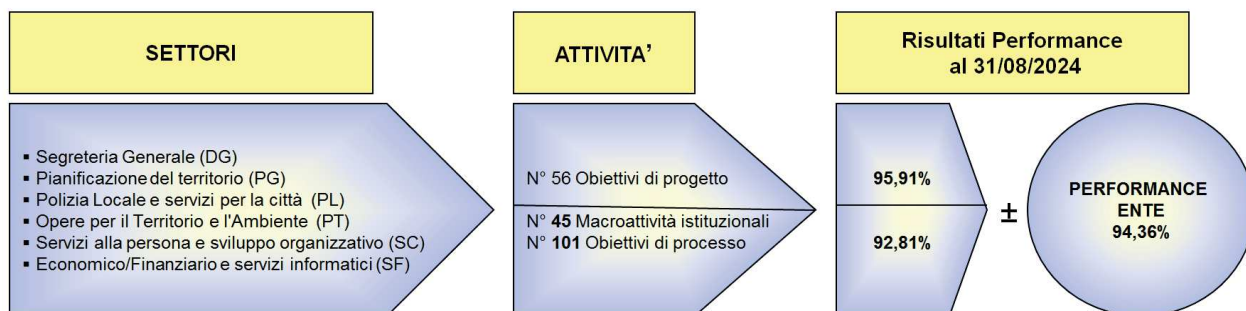 SETTORI
▪ Segreteria Generale (DG)
▪ Pianificazione del territorio (PG)
▪ Polizia Locale e servizi per la città (PL)
▪ Opere per il Territorio e l'Ambiente (PT)
▪ Servizi alla persona e sviluppo organizzativo (SC)
▪ Economico/Finanziario e servizi informatici (SF)
ATTIVITA’
N° 56 Obiettivi di progetto
N° 45 Macroattività istituzionali
N° 101 Obiettivi di processo
Risultati Performance
al 31/08/2024
95,91%
92,81%
±
PERFORMANCE
ENTE
94,36%